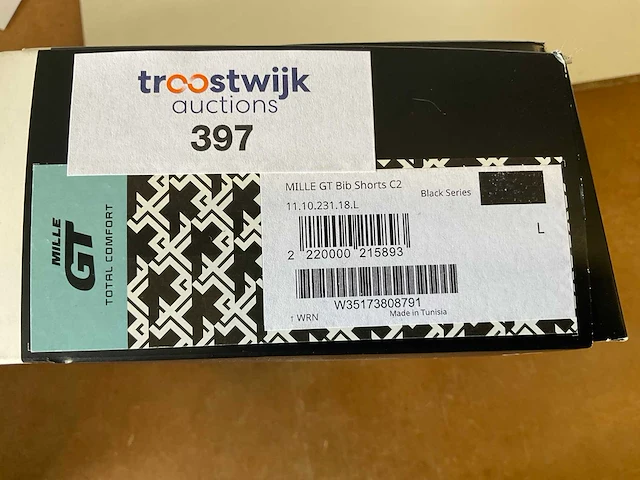 troostwijk
auctions
397
MILLE
GT
TOTAL COMFORT
MILLE GT Bib Shorts C2
Black Series
11.10.231.18.L
L
2 220000 215893
W35173808791
↑ WRN
Made in Tunisia